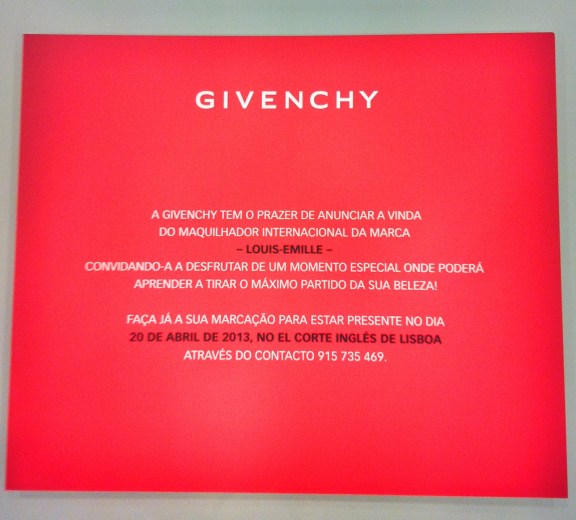 GIVENCHY
A GIVENCHY TEM O PRAZER DE ANUNCIAR A VINDA
DO MAQUILHADOR INTERNACIONAL DA MARCA
– LOUIS-EMILLE –
CONVIDANDO-A A DESFRUTAR DE UM MOMENTO ESPECIAL ONDE PODERÁ
APRENDER A TIRAR O MÁXIMO PARTIDO DA SUA BELEZA!
FAÇA JÁ A SUA MARCAÇÃO PARA ESTAR PRESENTE NO DIA
20 DE ABRIL DE 2013, NO EL CORTE INGLÉS DE LISBOA
ATRAVÉS DO CONTACTO 915 735 469.